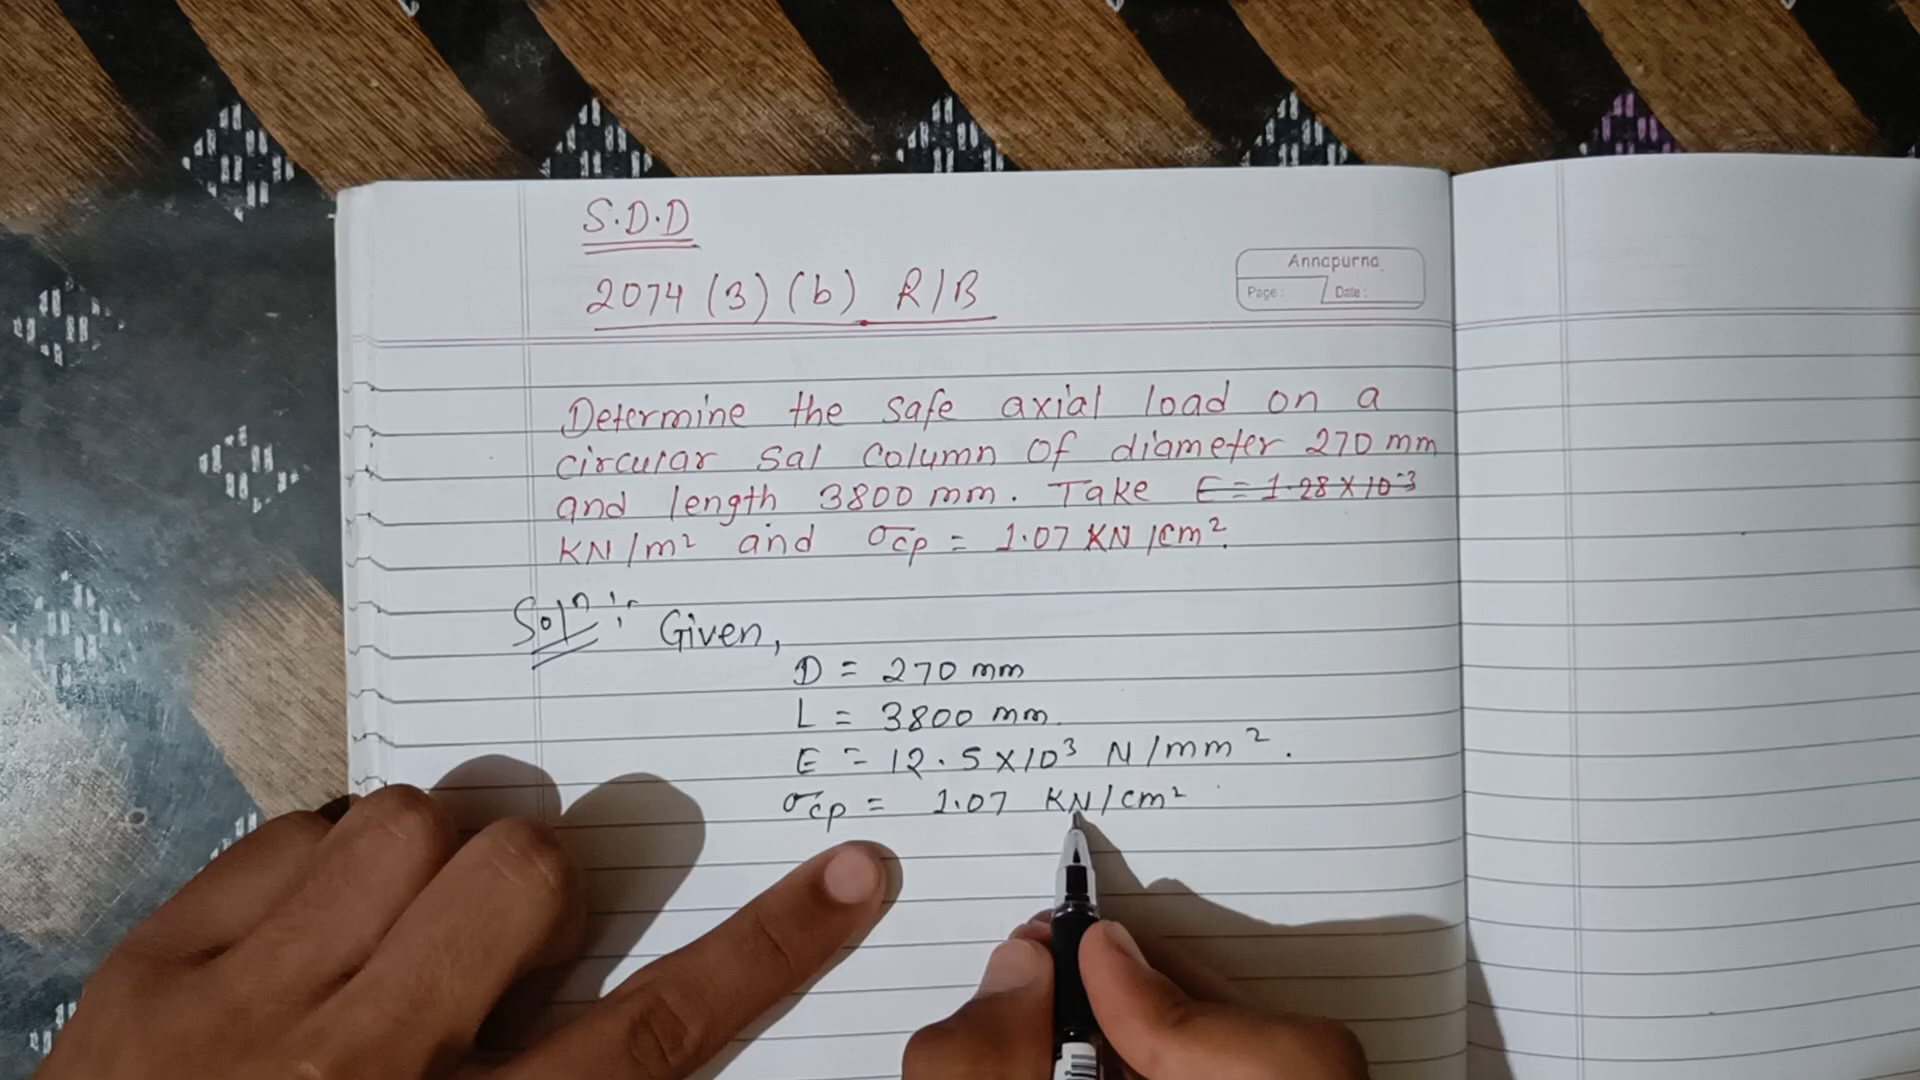 S.D.D
2074 (3) (b) R/B
Annapurna
Page: Date:
Determine the safe axial load on a
circular sal column of diameter 270 mm
and length 3800 mm. Take E = 1.28 X 10-3
KN/m² and σcp = 1.07 KN/cm².
Solⁿ :- Given,
D = 270 mm
L = 3800 mm.
E = 12.5 X 10³ N/mm².
σcp = 1.07 KN/cm²